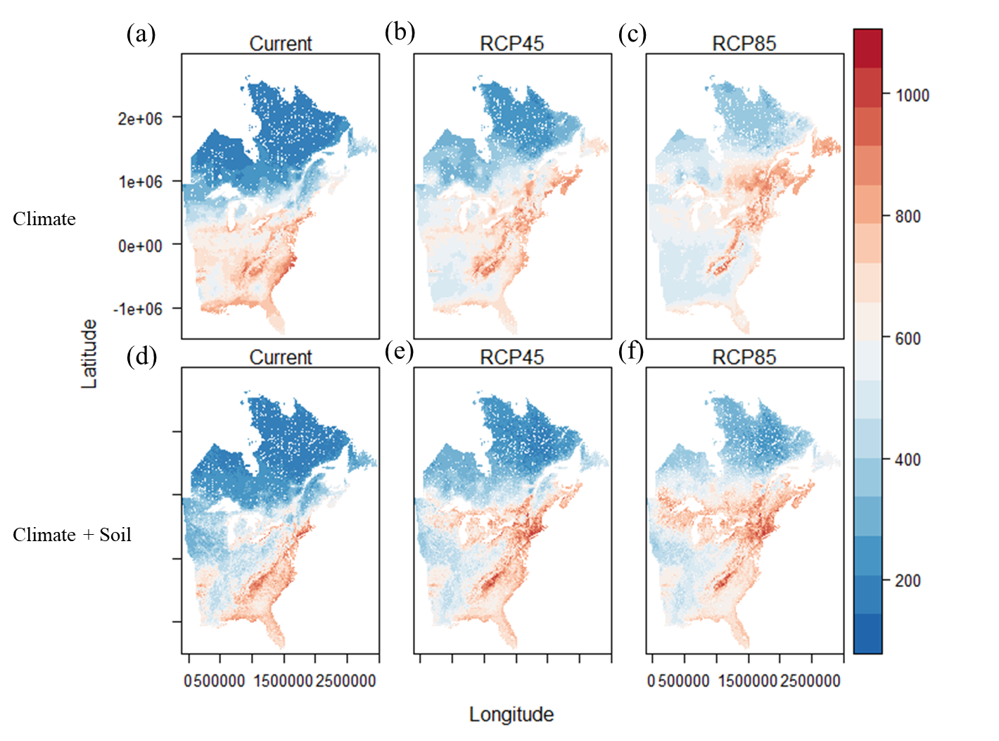 (a) (b) (c)
Current RCP45 RCP85
2e+06
1e+06
0e+00
-1e+06
Climate
1000
800
600
400
200
Latitude
(d) (e) (f)
Current RCP45 RCP85
Climate + Soil
0 500000 1500000 2500000 0 500000 1500000 2500000
Longitude